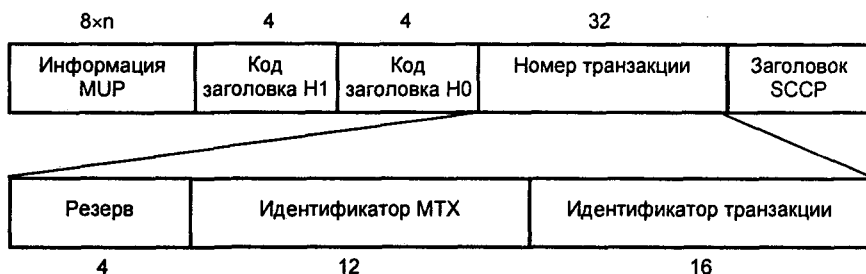 8×n 4 4 32
Информация MUP Код заголовка H1 Код заголовка H0 Номер транзакции Заголовок SCCP
Резерв Идентификатор MTX Идентификатор транзакции
4 12 16